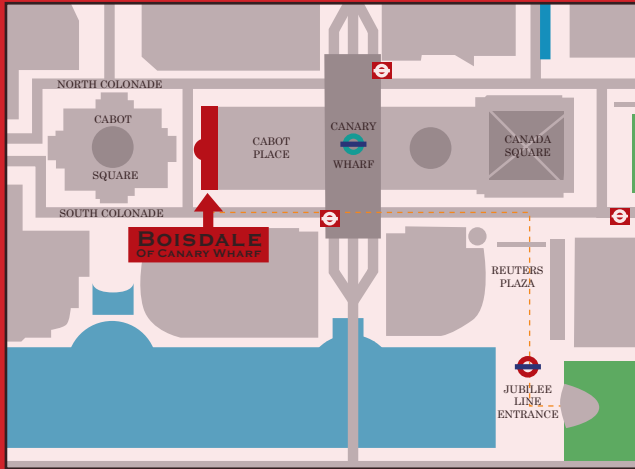 NORTH COLONADE
CABOT
SQUARE
CABOT
PLACE
CANARY
WHARF
CANADA
SQUARE
SOUTH COLONADE
BOISDALE
OF CANARY WHARF
REUTERS
PLAZA
JUBILEE
LINE
ENTRANCE